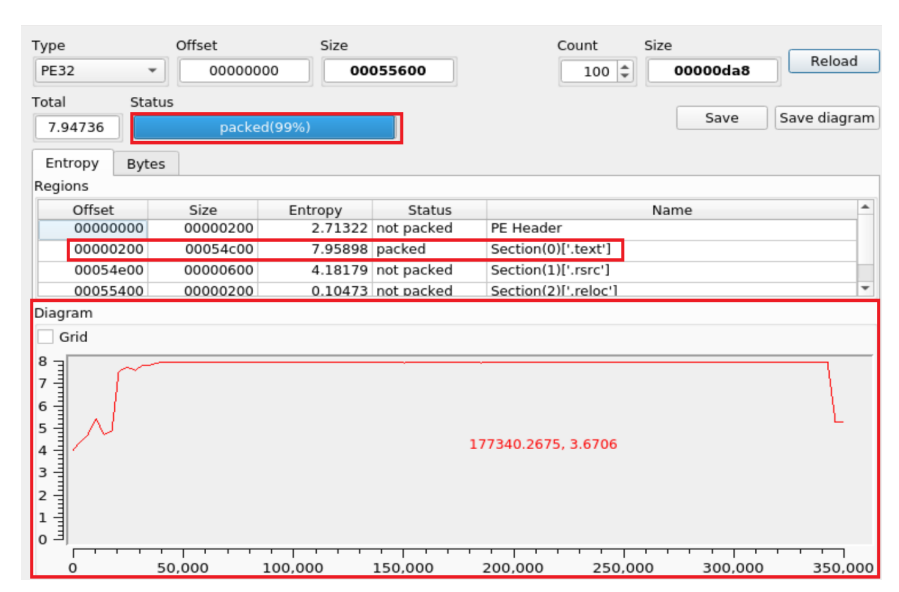 Type Offset Size Count Size
PE32 00000000 00055600 100 00000da8 Reload
Total Status
7.94736 packed(99%) Save Save diagram
Entropy Bytes
Regions
Offset Size Entropy Status Name
00000000 00000200 2.71322 not packed PE Header
00000200 00054c00 7.95898 packed Section(0)['.text']
00054e00 00000600 4.18179 not packed Section(1)['.rsrc']
00055400 00000200 0.10473 not packed Section(2)['.reloc']
Diagram
Grid
8
7
6
5
4
3
2
1
0
177340.2675, 3.6706
0 50,000 100,000 150,000 200,000 250,000 300,000 350,000